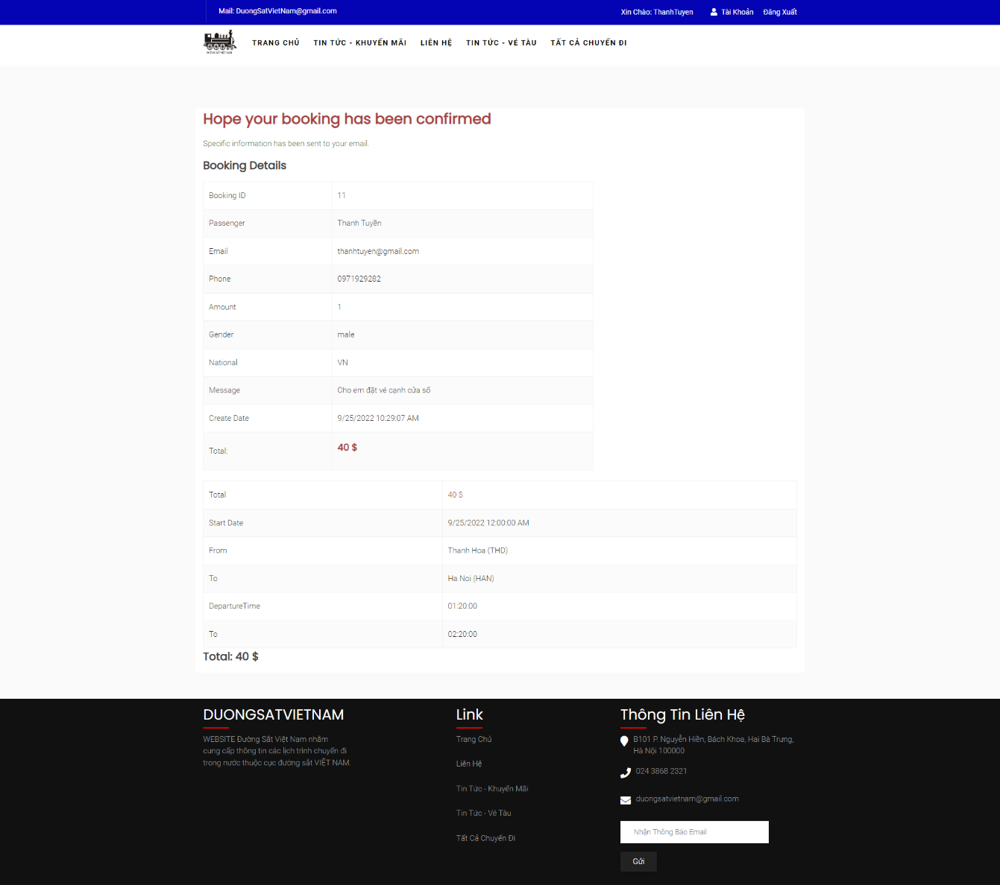 Mail: DuongSatVietNam@gmail.com
Xin Chào: ThanhTuyen Tài Khoản Đăng Xuất
ĐƯỜNG SẮT VIỆT NAM
TRANG CHỦ TIN TỨC - KHUYẾN MÃI LIÊN HỆ TIN TỨC - VÉ TÀU TẤT CẢ CHUYẾN ĐI
Hope your booking has been confirmed
Specific information has been sent to your email.
Booking Details
Booking ID 11
Passenger Thanh Tuyền
Email thanhtuyen@gmail.com
Phone 0971929282
Amount 1
Gender male
National VN
Message Cho em đặt vé cạnh cửa sổ
Create Date 9/25/2022 10:29:07 AM
Total: 40 $
Total 40 $
Start Date 9/25/2022 12:00:00 AM
From Thanh Hoa (THD)
To Ha Noi (HAN)
DepartureTime 01:20:00
To 02:20:00
Total: 40 $
DUONGSATVIETNAM
WEBSITE Đường Sắt Việt Nam nhằm
cung cấp thông tin các lịch trình chuyến đi
trong nước thuộc cục đường sắt VIỆT NAM.
Link
Trang Chủ
Liên Hệ
Tin Tức - Khuyến Mãi
Tin Tức - Vé Tàu
Tất Cả Chuyến Đi
Thông Tin Liên Hệ
B101 P. Nguyễn Hiền, Bách Khoa, Hai Bà Trưng,
Hà Nội 100000
024 3868 2321
duongsatvietnam@gmail.com
Nhận Thông Báo Email
Gửi